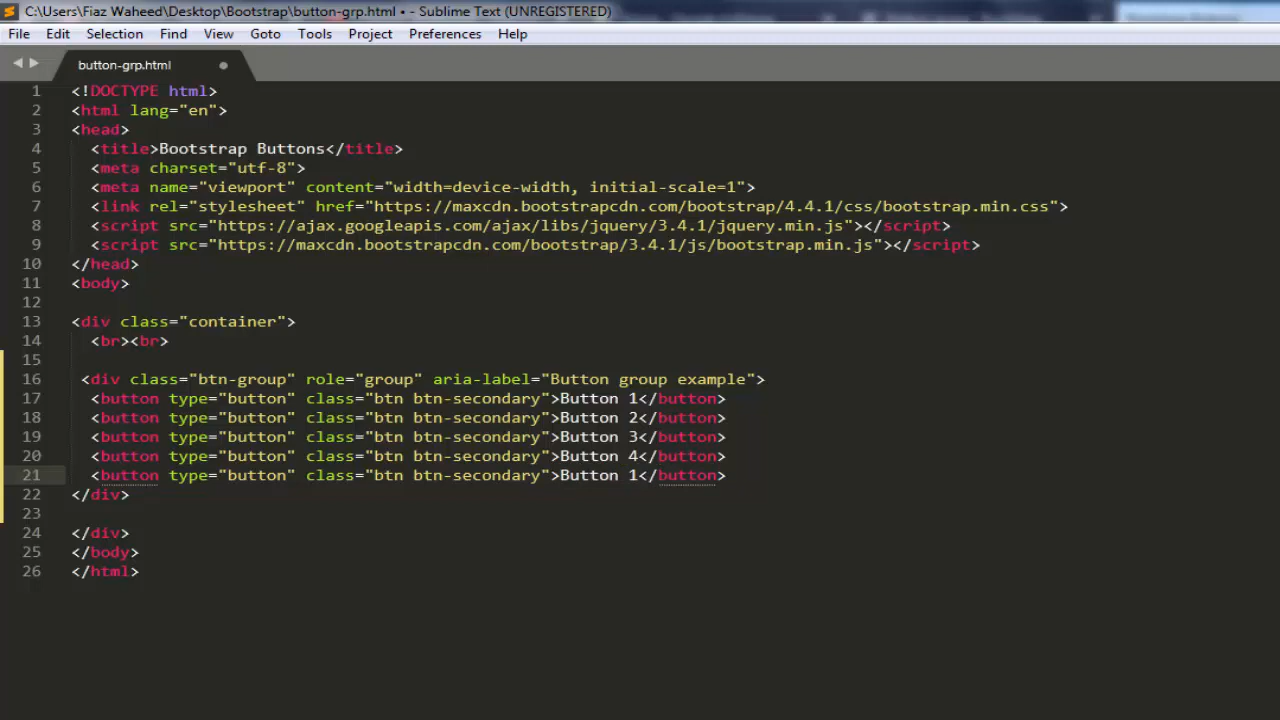 C:\Users\Fiaz Waheed\Desktop\Bootstrap\button-grp.html • - Sublime Text (UNREGISTERED)
File Edit Selection Find View Goto Tools Project Preferences Help
button-grp.html
1 <!DOCTYPE html>
2 <html lang="en">
3 <head>
4 <title>Bootstrap Buttons</title>
5 <meta charset="utf-8">
6 <meta name="viewport" content="width=device-width, initial-scale=1">
7 <link rel="stylesheet" href="https://maxcdn.bootstrapcdn.com/bootstrap/4.4.1/css/bootstrap.min.css">
8 <script src="https://ajax.googleapis.com/ajax/libs/jquery/3.4.1/jquery.min.js"></script>
9 <script src="https://maxcdn.bootstrapcdn.com/bootstrap/3.4.1/js/bootstrap.min.js"></script>
10 </head>
11 <body>
12
13 <div class="container">
14 <br><br>
15
16 <div class="btn-group" role="group" aria-label="Button group example">
17 <button type="button" class="btn btn-secondary">Button 1</button>
18 <button type="button" class="btn btn-secondary">Button 2</button>
19 <button type="button" class="btn btn-secondary">Button 3</button>
20 <button type="button" class="btn btn-secondary">Button 4</button>
21 <button type="button" class="btn btn-secondary">Button 1</button>
22 </div>
23
24 </div>
25 </body>
26 </html>